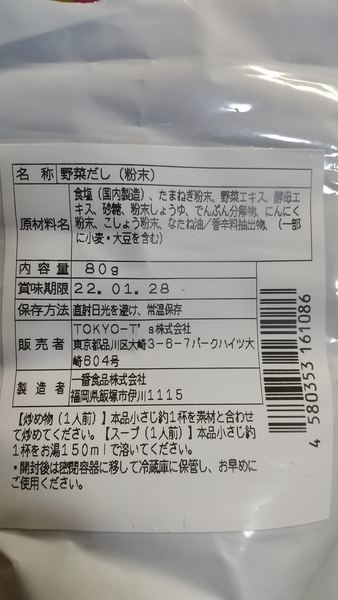 名 称 野菜だし（粉末）
原材料名 食塩（国内製造）、たまねぎ粉末、野菜エキス、酵母エ
キス、砂糖、粉末しょうゆ、でんぷん分解物、にんにく
粉末、こしょう粉末、なたね油／香辛料抽出物、（一部
に小麦・大豆を含む）
内 容 量 80g
賞味期限 22.01.28
保存方法 直射日光を避け、常温保存
販 売 者 TOKYO-T's株式会社
東京都品川区大崎3-6-7パークハイツ大
崎604号
製 造 者 一番食品株式会社
福岡県飯塚市伊川1115
【炒め物（1人前）】本品小さじ約1杯を素材と合わせ
て炒めてください。【スープ（1人前）】本品小さじ約
1杯をお湯150mlで溶いてください。
・開封後は密閉容器に移して冷蔵庫に保管し、お早めに
ご使用ください。
4 580353 161086